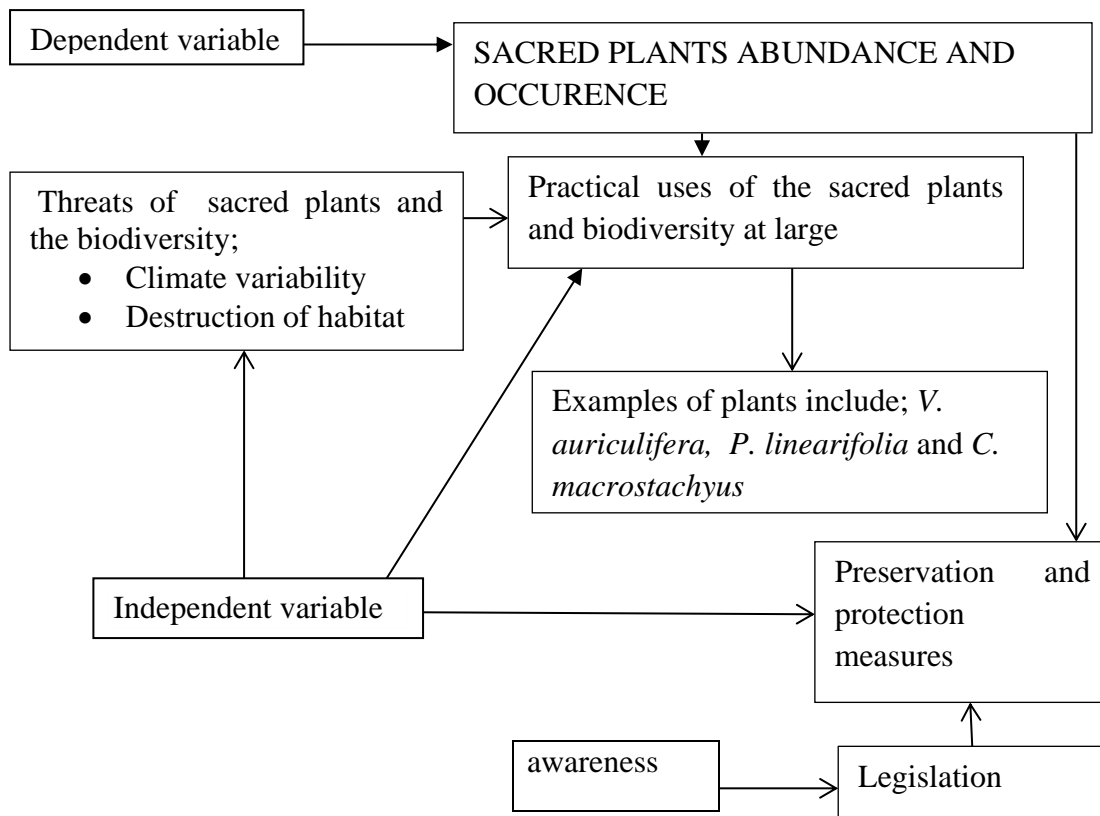 Dependent variable
SACRED PLANTS ABUNDANCE AND
OCCURENCE
Practical uses of the sacred plants
and biodiversity at large
Threats of sacred plants and
the biodiversity;
• Climate variability
• Destruction of habitat
Examples of plants include; V.
auriculifera, P. linearifolia and C.
macrostachyus
Independent variable
Preservation and
protection
measures
awareness
Legislation